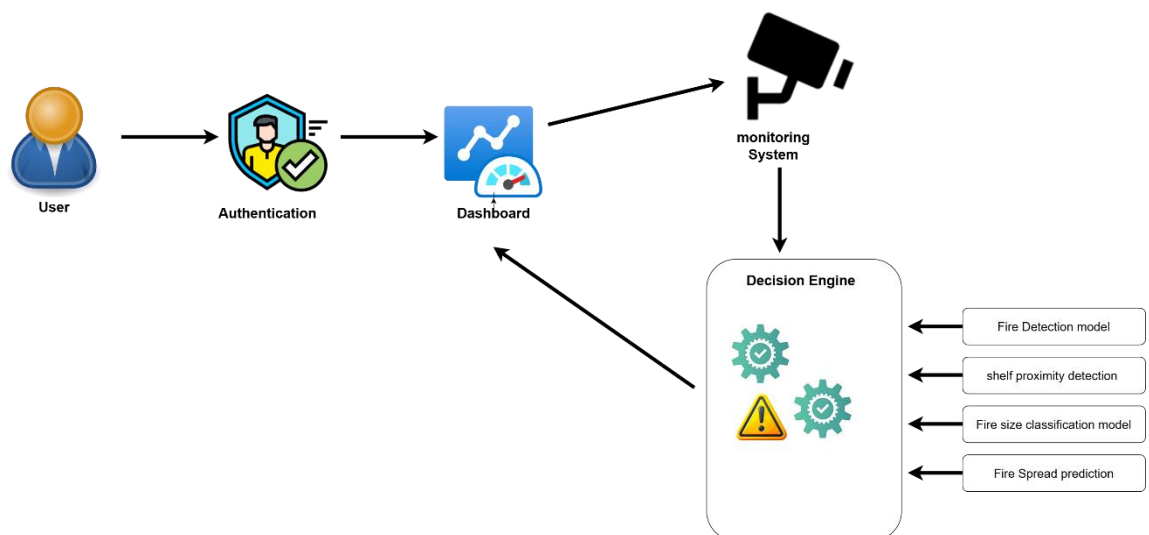 User
Authentication
Dashboard
monitoring
System
Decision Engine
Fire Detection model
shelf proximity detection
Fire size classification model
Fire Spread prediction